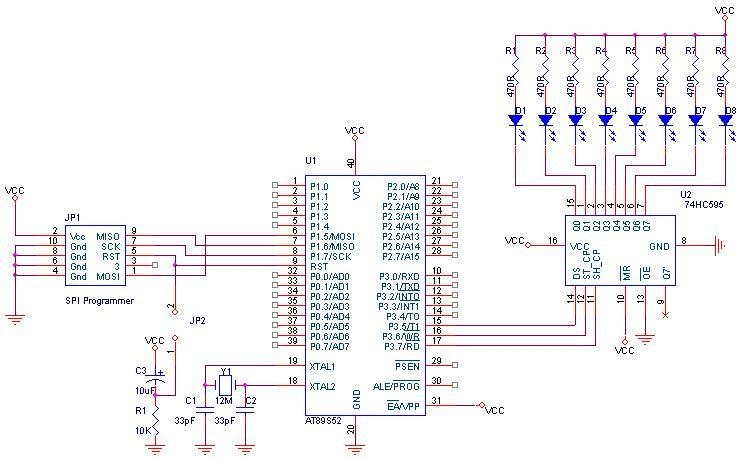 VCC
R1 R2 R3 R4 R5 R6 R7 R8
470R 470R 470R 470R 470R 470R 470R 470R
D1 D2 D3 D4 D5 D6 D7 D8
VCC
U1
40
VCC
1 P1.0 P2.0/A8 21
2 P1.1 P2.1/A9 22
3 P1.2 P2.2/A10 23
4 P1.3 P2.3/A11 24
5 P1.4 P2.4/A12 25
6 P1.5/MOSI P2.5/A13 26
7 P1.6/MISO P2.6/A14 27
8 P1.7/SCK P2.7/A15 28
9 RST
32 P0.0/AD0 P3.0/RXD 10
33 P0.1/AD1 P3.1/TXD 11
34 P0.2/AD2 P3.2/INTO 12
35 P0.3/AD3 P3.3/INT1 13
36 P0.4/AD4 P3.4/TO 14
37 P0.5/AD5 P3.5/T1 15
38 P0.6/AD6 P3.6/WR 16
39 P0.7/AD7 P3.7/RD 17
19 XTAL1 PSEN 29
18 XTAL2 ALE/PROG 30
GND EA/VPP 31 VCC
20
AT89S52
VCC
JP1
2 Vcc MISO 9
10 Gnd SCK 7
8 Gnd RST 5
6 Gnd 3 3
4 Gnd MOSI 1
SPI Programmer
2
JP2
1
VCC
C3
10uF
R1
10K
Y1
12M
C1 C2
33pF 33pF
U2
74HC595
15 1 2 3 4 5 6 7
Q0 Q1 Q2 Q3 Q4 Q5 Q6 Q7
VCC 16 VCC GND 8
DS ST_CP SH_CP MR OE Q7'
14 12 11 10 13 9
VCC